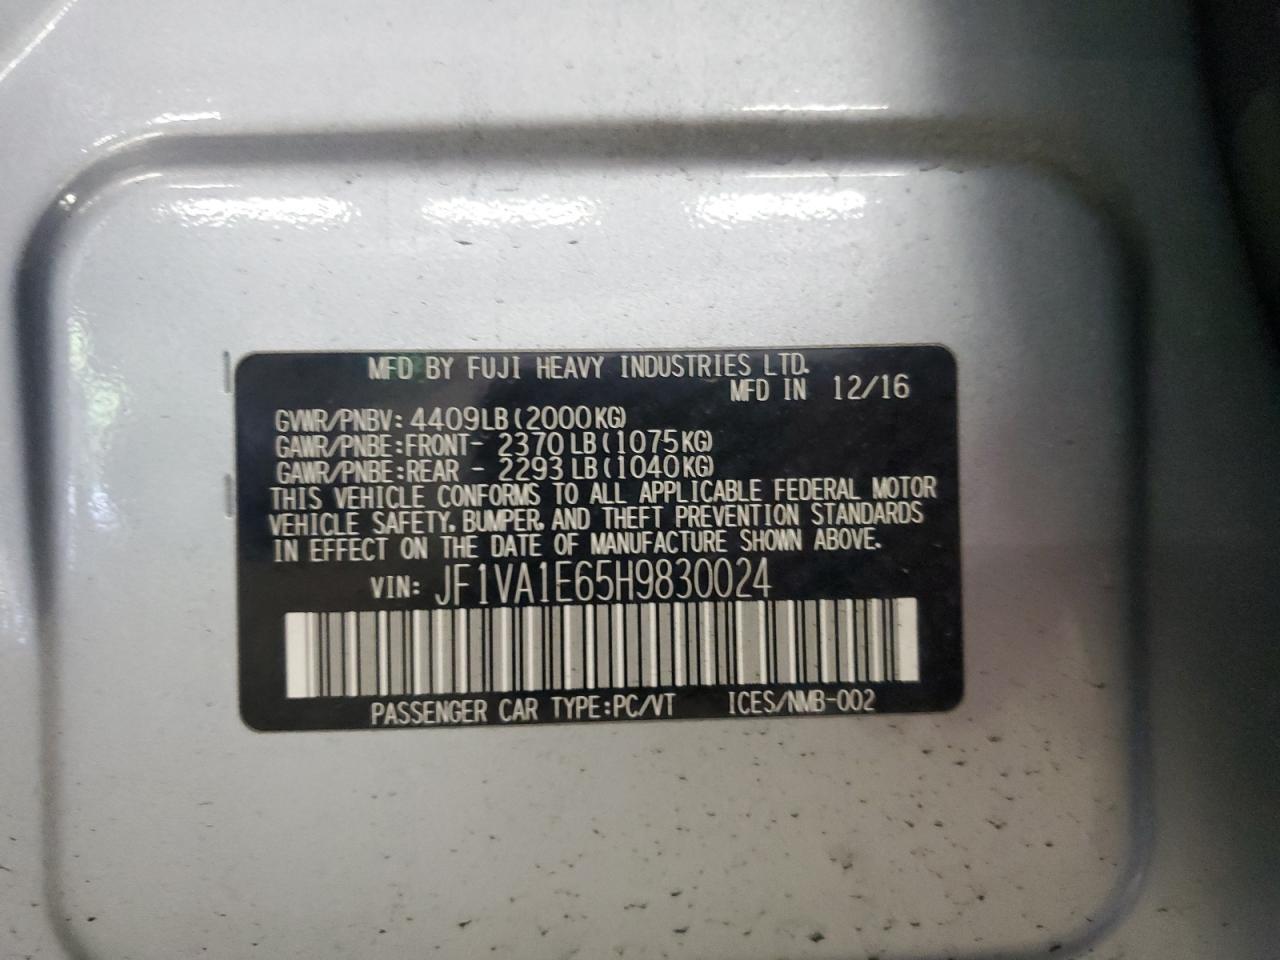 MFD BY FUJI HEAVY INDUSTRIES LTD.
MFD IN 12/16
GVWR/PNBV: 4409LB(2000KG)
GAWR/PNBE:FRONT- 2370LB(1075KG)
GAWR/PNBE:REAR - 2293LB(1040KG)
THIS VEHICLE CONFORMS TO ALL APPLICABLE FEDERAL MOTOR
VEHICLE SAFETY, BUMPER, AND THEFT PREVENTION STANDARDS
IN EFFECT ON THE DATE OF MANUFACTURE SHOWN ABOVE.
VIN: JF1VA1E65H9830024
PASSENGER CAR TYPE:PC/VT ICES/NMB-002